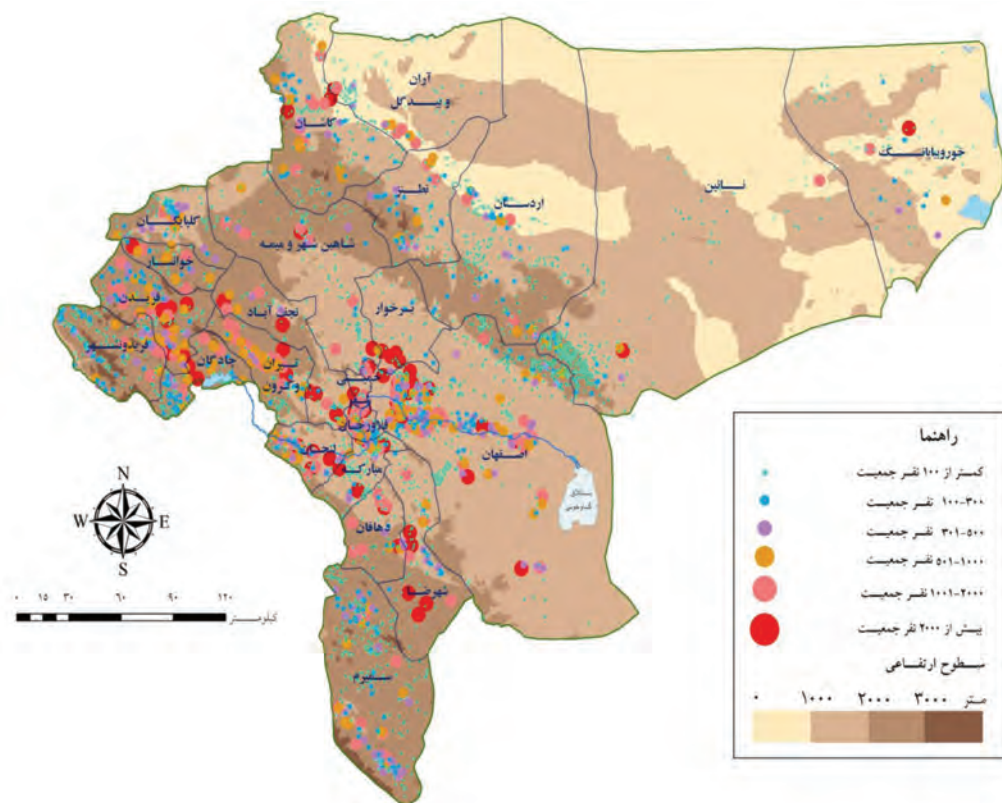 آران
و بیدگل
کاشان
خوروبیابانک
نائین
نطنز
اردستان
گلپایگان
شاهین شهر و میمه
خوانسار
برخوار
فریدن
نجف آباد
فریدونشهر
چادگان
تیران
و کرون
خمینی
شهر
فلاورجان
اصفهان
لنجان
مبارکه
باتلاق
گاوخونی
دهاقان
شهرضا
سمیرم
N
W
E
S
۰ ۱۵ ۳۰ ۶۰ ۹۰ ۱۲۰
کیلومتر
راهنما
کمتر از ۱۰۰ نفر جمعیت
۱۰۰-۳۰۰ نفر جمعیت
۳۰۱-۵۰۰ نفر جمعیت
۵۰۱-۱۰۰۰ نفر جمعیت
۱۰۰۱-۲۰۰۰ نفر جمعیت
بیش از ۲۰۰۰ نفر جمعیت
سطوح ارتفاعی
۰ ۱۰۰۰ ۲۰۰۰ ۳۰۰۰ متر